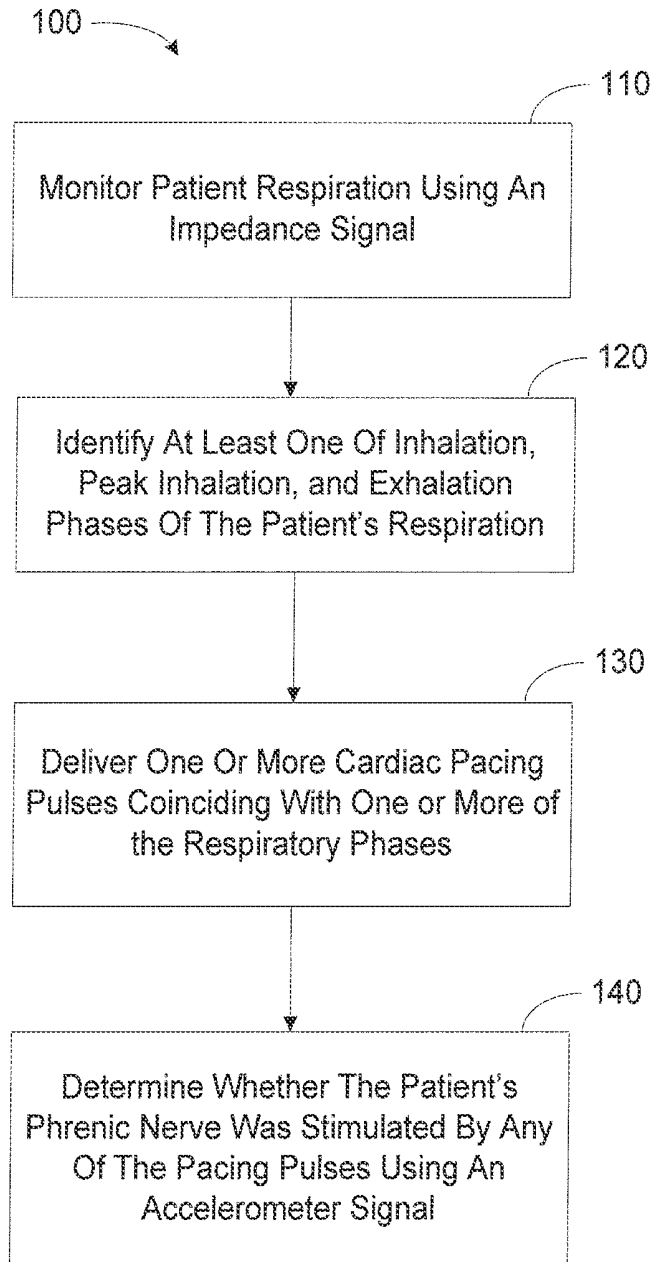 100
110
Monitor Patient Respiration Using An
Impedance Signal
120
Identify At Least One Of Inhalation,
Peak Inhalation, and Exhalation
Phases Of The Patient's Respiration
130
Deliver One Or More Cardiac Pacing
Pulses Coinciding With One or More of
the Respiratory Phases
140
Determine Whether The Patient's
Phrenic Nerve Was Stimulated By Any
Of The Pacing Pulses Using An
Accelerometer Signal